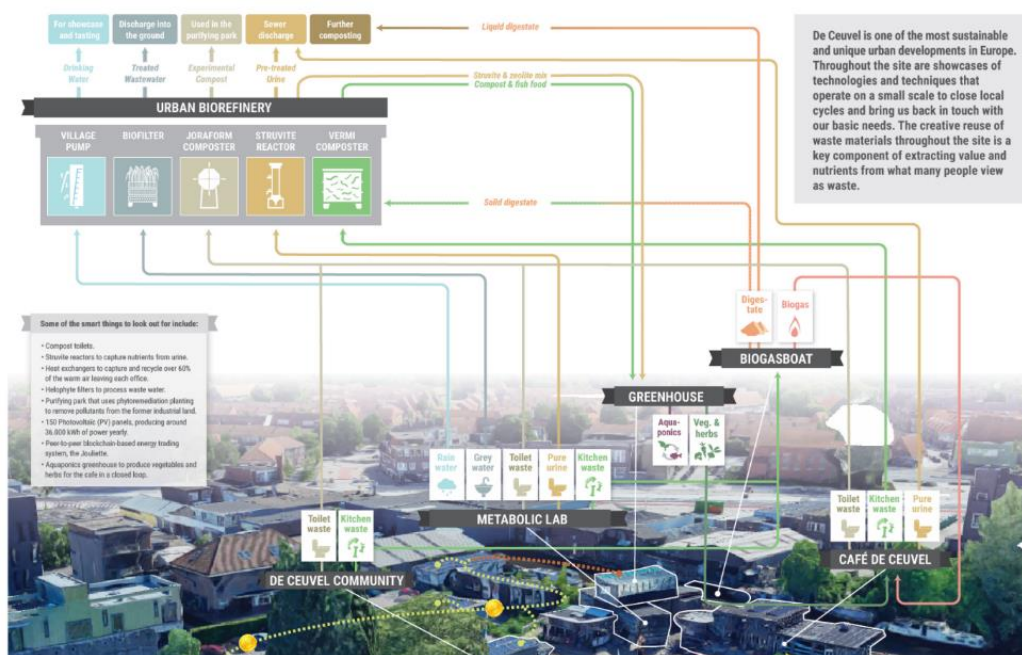 For showcase
and tasting
Discharge into
the ground
Used in the
purifying park
Sewer
discharge
Further
composting
Liquid digestate
Drinking
Water
Treated
Wastewater
Experimental
Compost
Pre-treated
Urine
Struvite & zeolite mix
Compost & fish food
URBAN BIOREFINERY
VILLAGE
PUMP
BIOFILTER
JORAFORM
COMPOSTER
STRUVITE
REACTOR
VERMI
COMPOSTER
Solid digestate
De Ceuvel is one of the most sustainable
and unique urban developments in Europe.
Throughout the site are showcases of
technologies and techniques that
operate on a small scale to close local
cycles and bring us back in touch with
our basic needs. The creative reuse of
waste materials throughout the site is a
key component of extracting value and
nutrients from what many people view
as waste.
Some of the smart things to look out for include:
• Compost toilets.
• Struvite reactors to capture nutrients from urine.
• Heat exchangers to capture and recycle over 60%
of the warm air leaving each office.
• Helophyte filters to process waste water.
• Purifying park that uses phytoremediation planting
to remove pollutants from the former industrial land.
• 150 Photovoltaic (PV) panels, producing around
36.000 kWh of power yearly.
• Peer-to-peer blockchain-based energy trading
system, the Jouliette.
• Aquaponics greenhouse to produce vegetables and
herbs for the cafe in a closed loop.
Diges-
tate
Biogas
BIOGASBOAT
GREENHOUSE
Aqua-
ponics
Veg. &
herbs
Rain
water
Grey
water
Toilet
waste
Pure
urine
Kitchen
waste
METABOLIC LAB
Toilet
waste
Kitchen
waste
DE CEUVEL COMMUNITY
Toilet
waste
Kitchen
waste
Pure
urine
CAFÉ DE CEUVEL